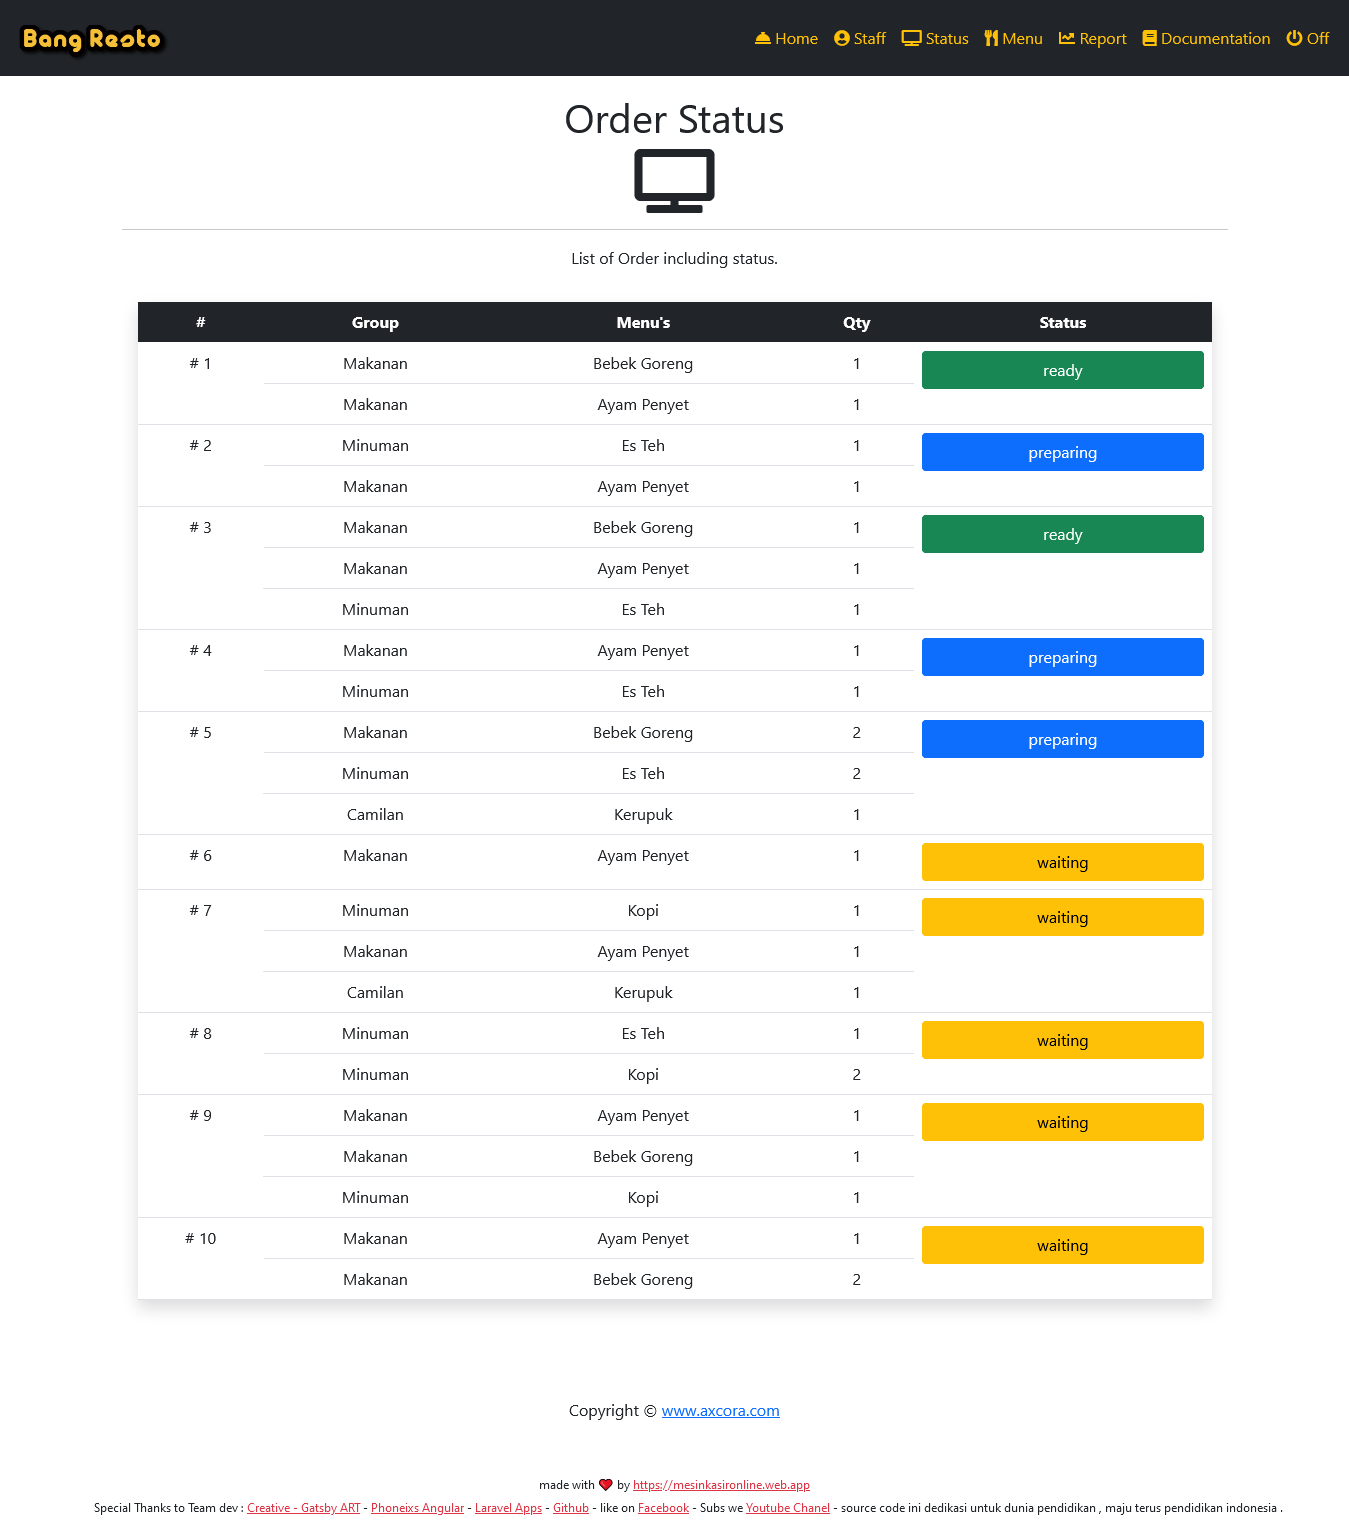 Bang Resto
Home Staff Status Menu Report Documentation Off
Order Status
List of Order including status.
# Group Menu's Qty Status
# 1 Makanan Bebek Goreng 1 ready
Makanan Ayam Penyet 1
# 2 Minuman Es Teh 1 preparing
Makanan Ayam Penyet 1
# 3 Makanan Bebek Goreng 1 ready
Makanan Ayam Penyet 1
Minuman Es Teh 1
# 4 Makanan Ayam Penyet 1 preparing
Minuman Es Teh 1
# 5 Makanan Bebek Goreng 2 preparing
Minuman Es Teh 2
Camilan Kerupuk 1
# 6 Makanan Ayam Penyet 1 waiting
# 7 Minuman Kopi 1 waiting
Makanan Ayam Penyet 1
Camilan Kerupuk 1
# 8 Minuman Es Teh 1 waiting
Minuman Kopi 2
# 9 Makanan Ayam Penyet 1 waiting
Makanan Bebek Goreng 1
Minuman Kopi 1
# 10 Makanan Ayam Penyet 1 waiting
Makanan Bebek Goreng 2
Copyright © www.axcora.com
made with ❤ by https://mesinkasironline.web.app
Special Thanks to Team dev : Creative - Gatsby ART - Phoneixs Angular - Laravel Apps - Github - like on Facebook - Subs we Youtube Chanel - source code ini dedikasi untuk dunia pendidikan , maju terus pendidikan indonesia .